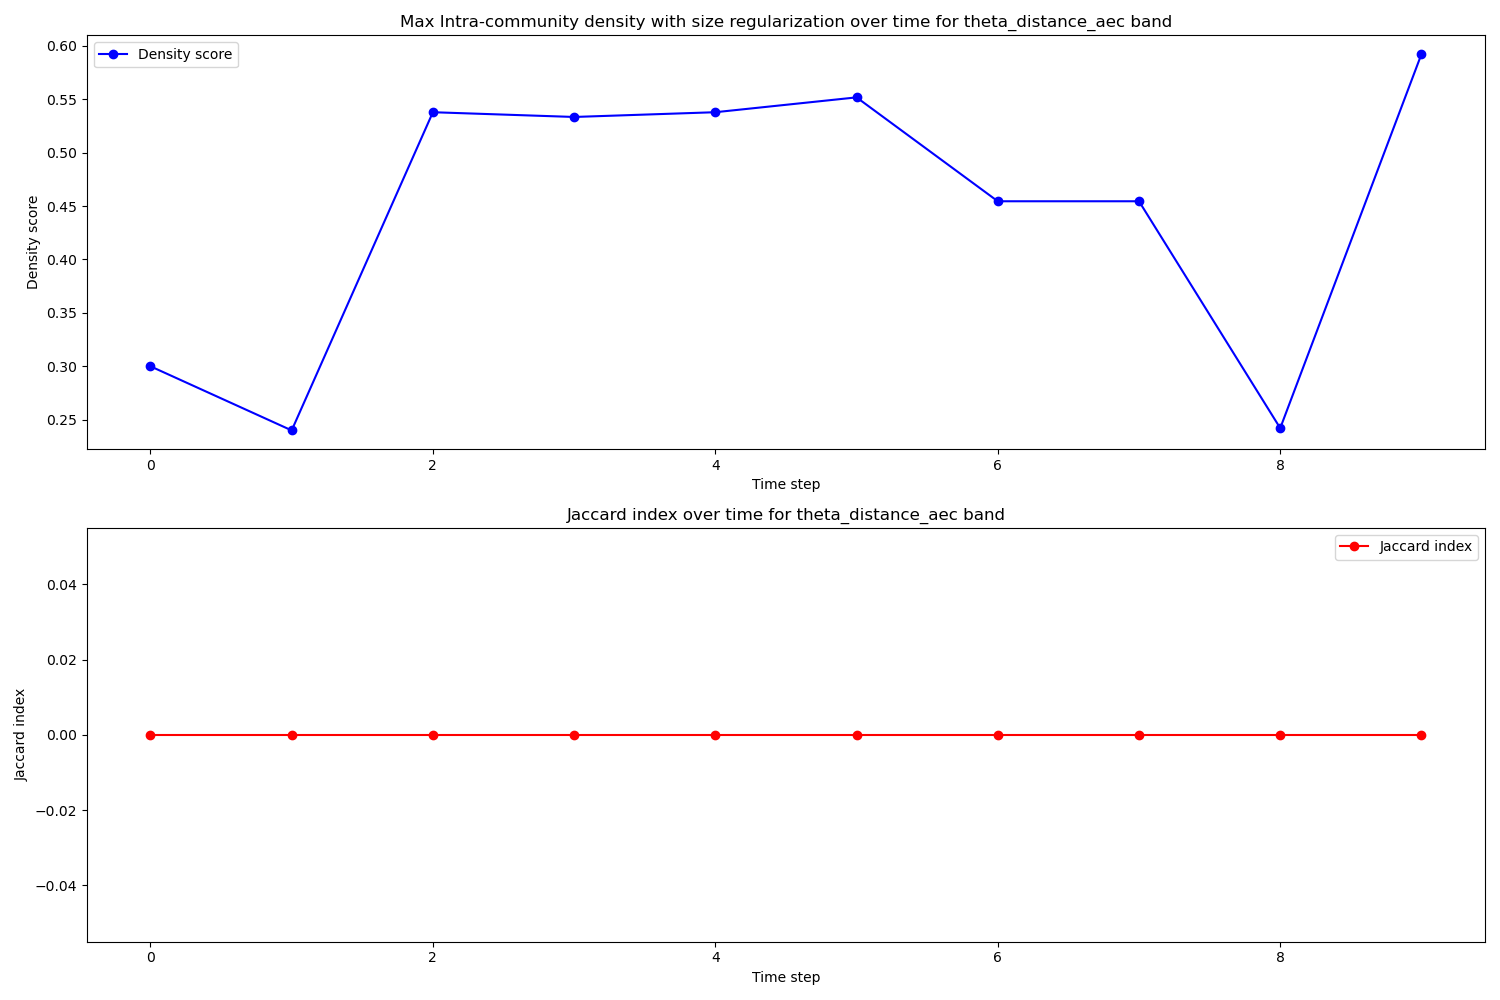 Max Intra-community density with size regularization over time for theta_distance_aec band
Density score
0.60
0.55
0.50
0.45
0.40
0.35
0.30
0.25
Density score
0 2 4 6 8
Time step
Jaccard index over time for theta_distance_aec band
Jaccard index
0.04
0.02
0.00
−0.02
−0.04
Jaccard index
0 2 4 6 8
Time step